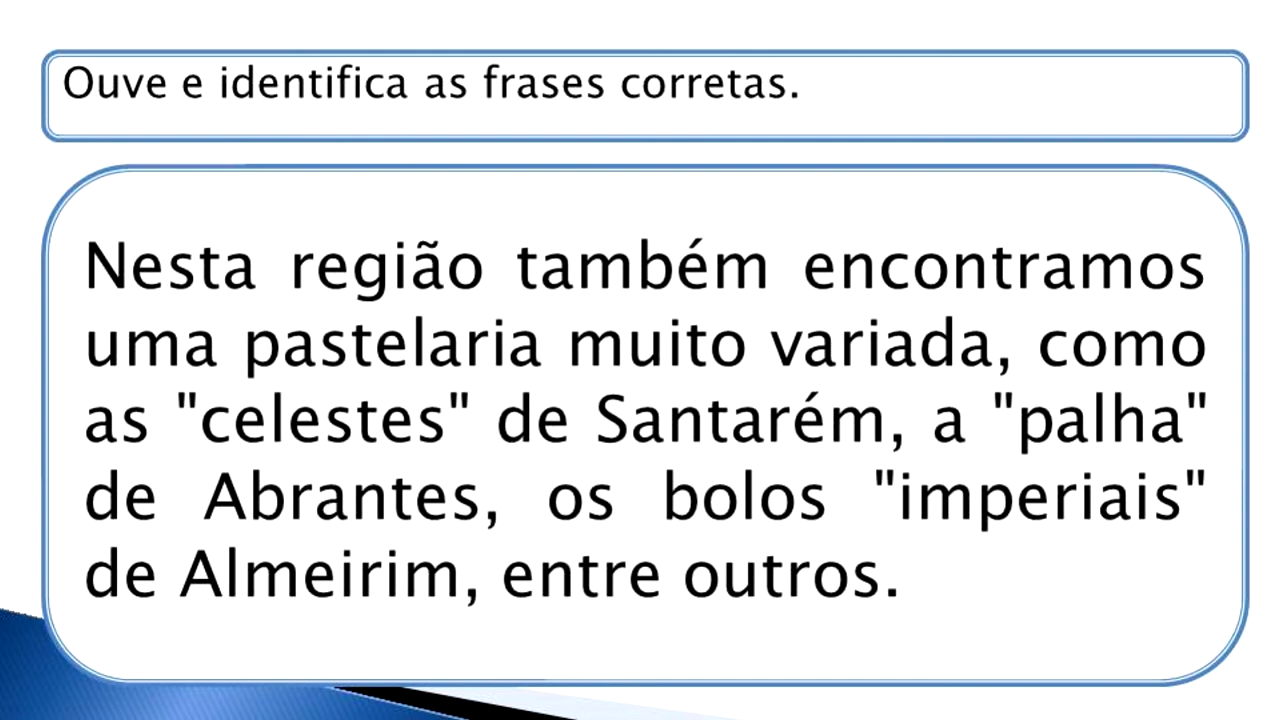 Ouve e identifica as frases corretas.
Nesta região também encontramos
uma pastelaria muito variada, como
as "celestes" de Santarém, a "palha"
de Abrantes, os bolos "imperiais"
de Almeirim, entre outros.